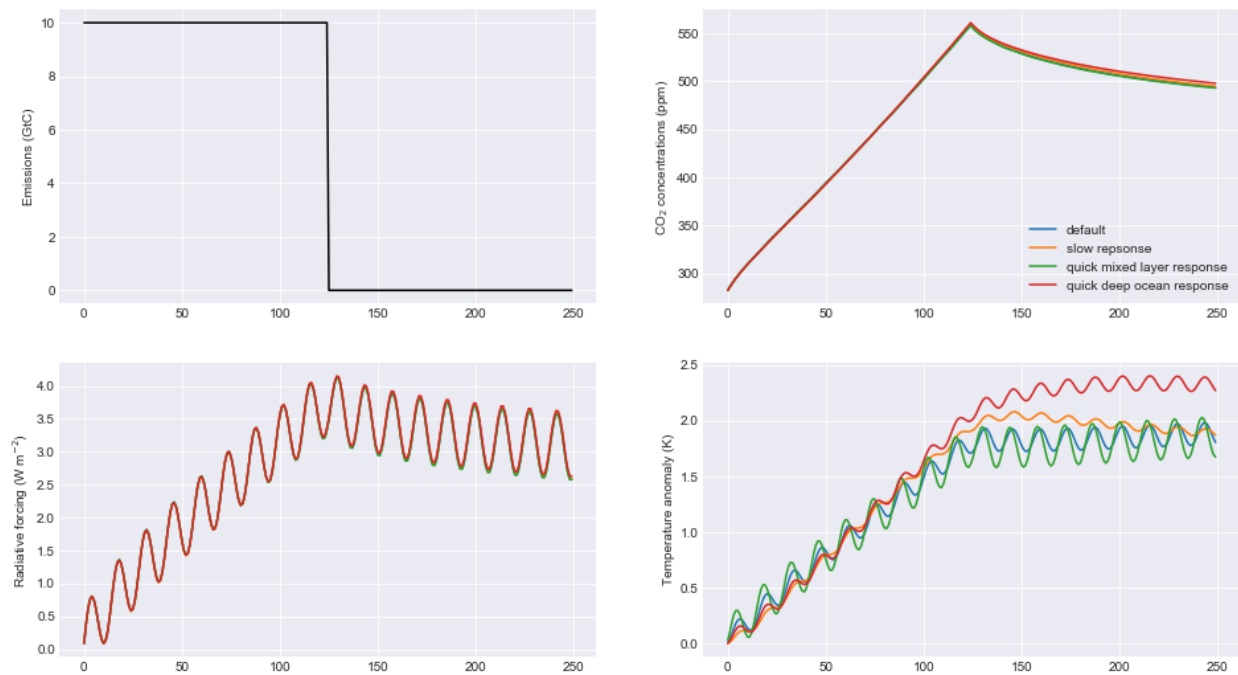 Emissions (GtC)
10
8
6
4
2
0
0 50 100 150 200 250
CO₂ concentrations (ppm)
550
500
450
400
350
300
default
slow repsonse
quick mixed layer response
quick deep ocean response
0 50 100 150 200 250
Radiative forcing (W m⁻²)
4.0
3.5
3.0
2.5
2.0
1.5
1.0
0.5
0.0
0 50 100 150 200 250
Temperature anomaly (K)
2.5
2.0
1.5
1.0
0.5
0.0
0 50 100 150 200 250